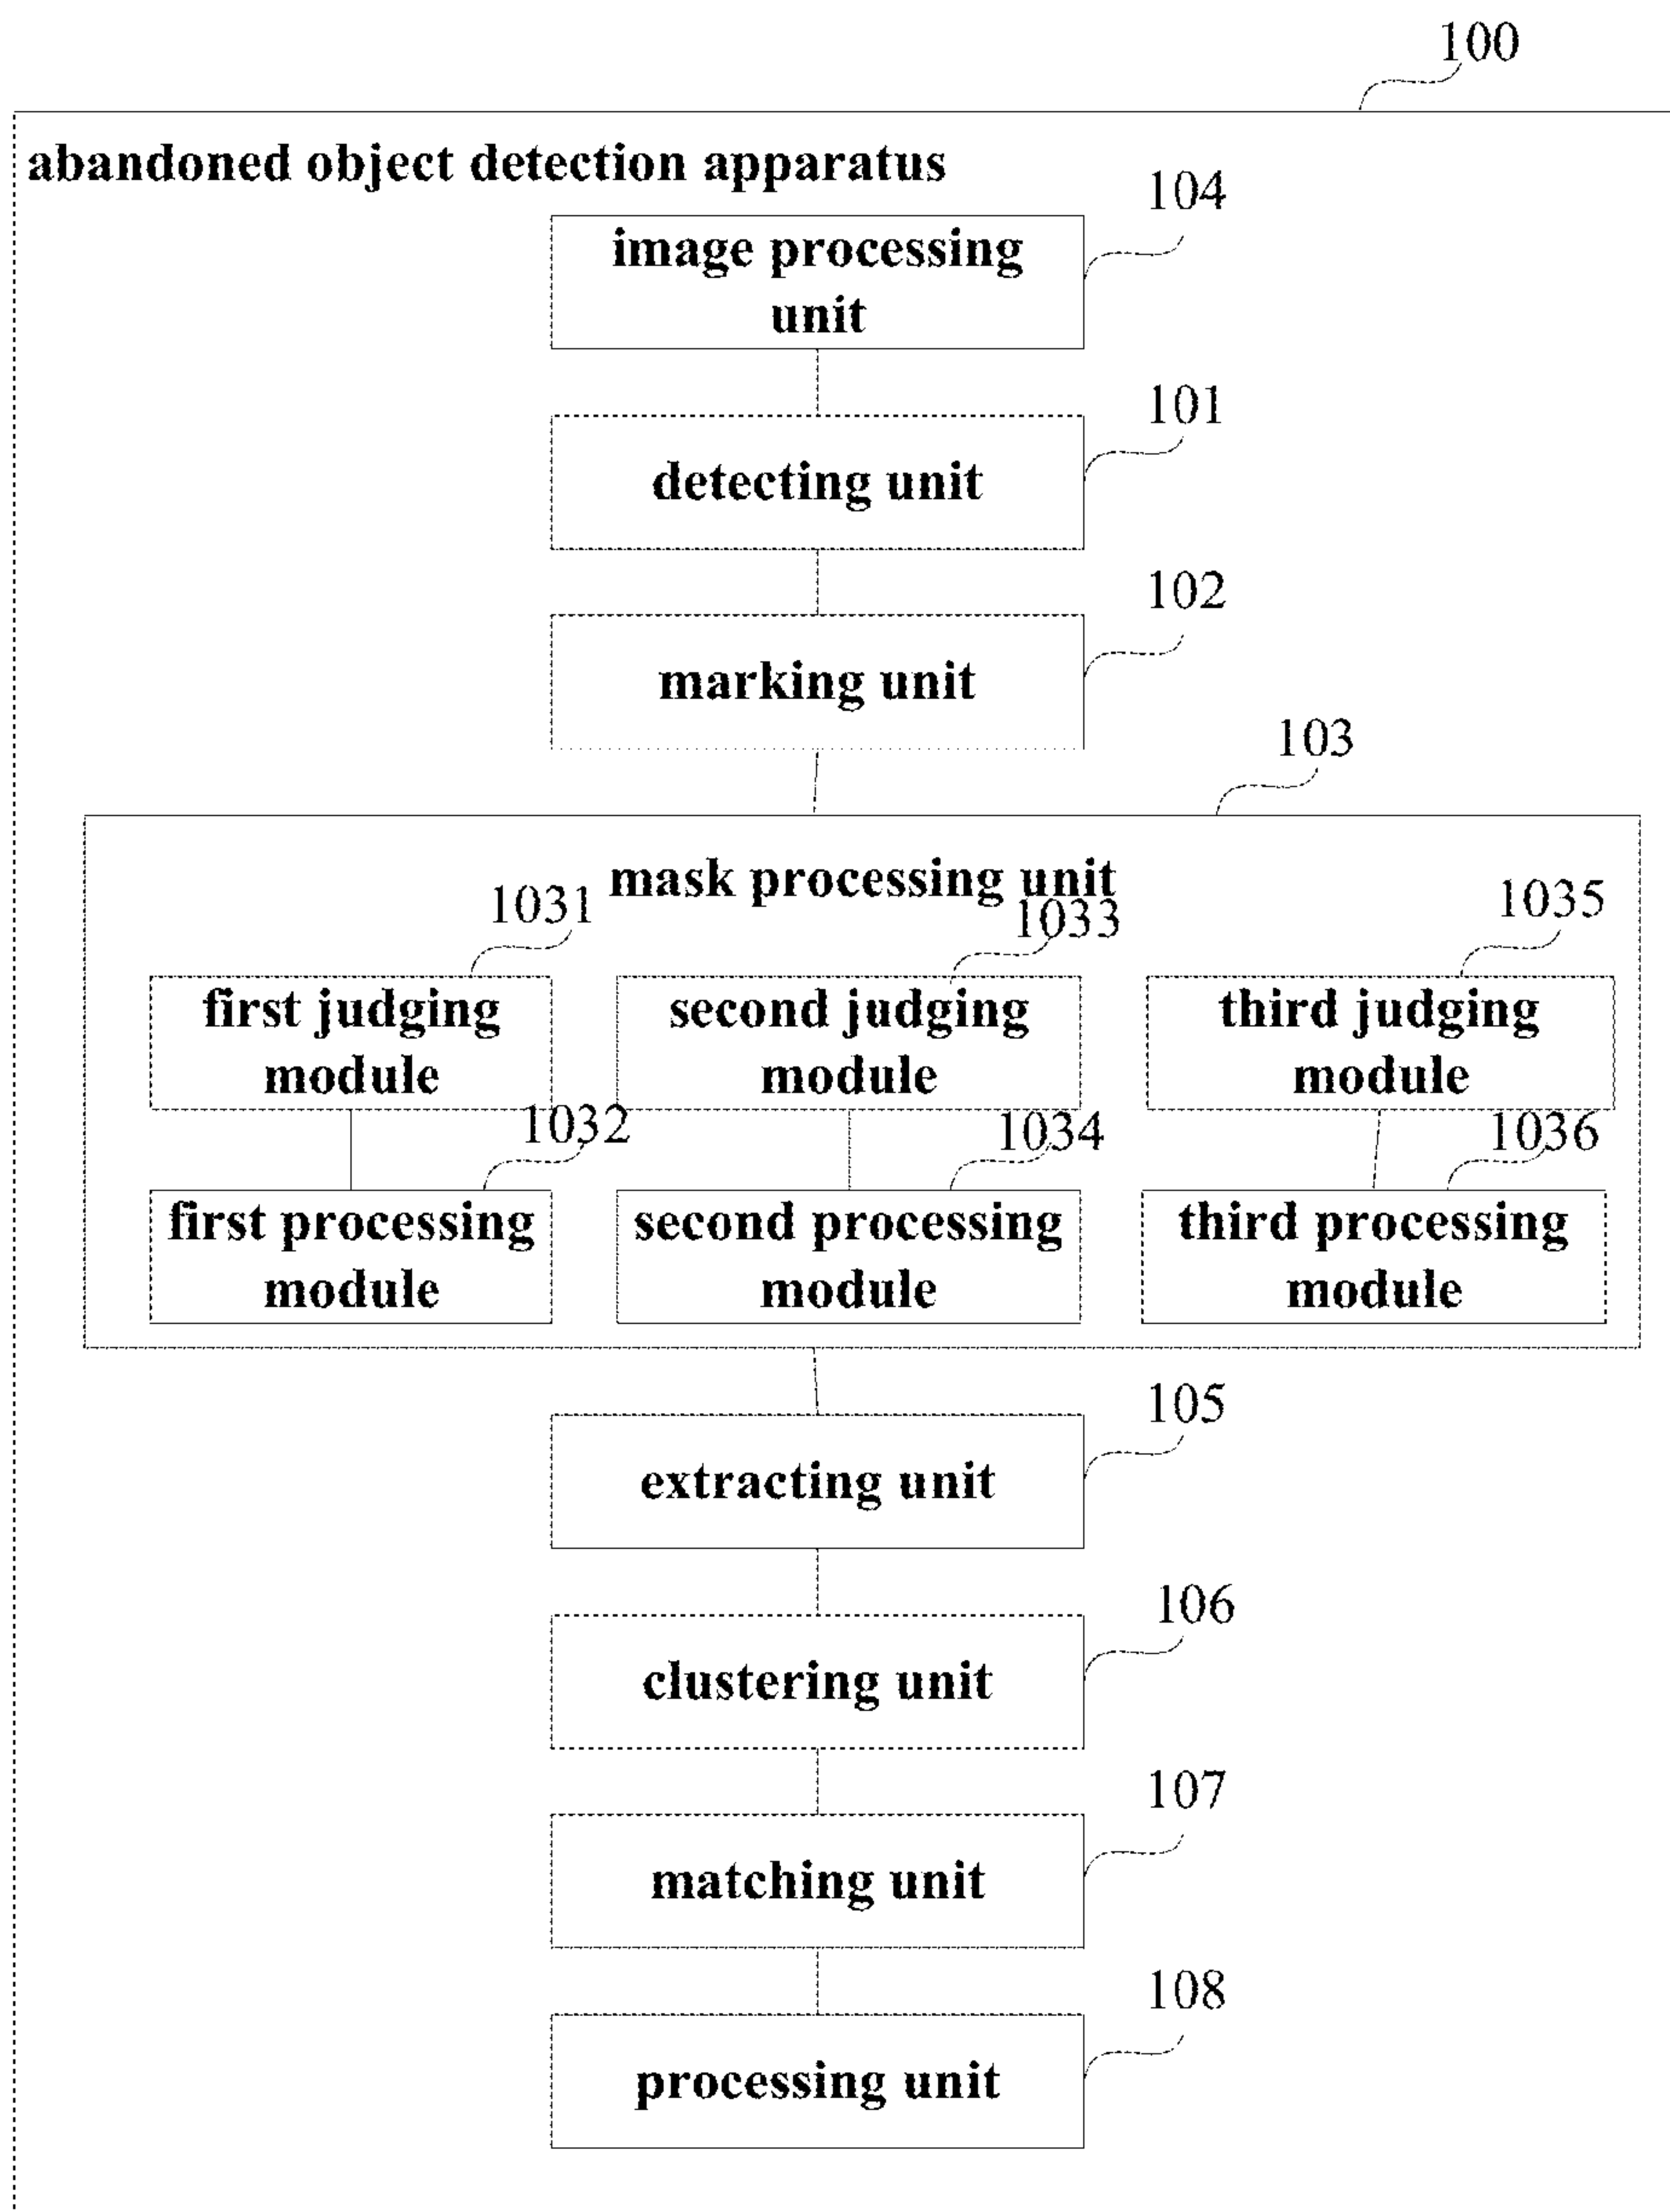 100
abandoned object detection apparatus
104
image processing
unit
101
detecting unit
102
marking unit
103
mask processing unit
1031
1033
1035
first judging
module
second judging
module
third judging
module
1032
1034
1036
first processing
module
second processing
module
third processing
module
105
extracting unit
106
clustering unit
107
matching unit
108
processing unit